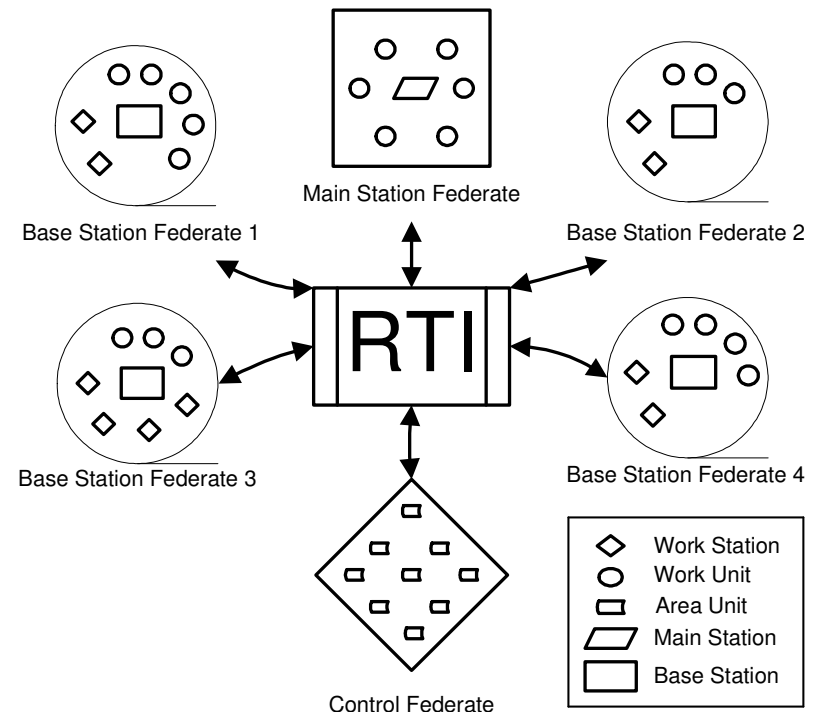 Main Station Federate
Base Station Federate 1
Base Station Federate 2
RTI
Base Station Federate 3
Base Station Federate 4
Work Station
Work Unit
Area Unit
Main Station
Base Station
Control Federate